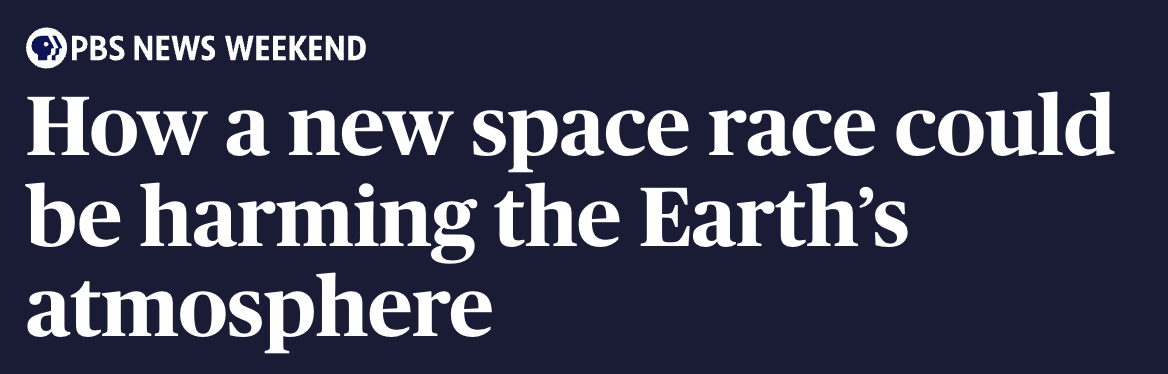 PBS NEWS WEEKEND
How a new space race could
be harming the Earth’s
atmosphere